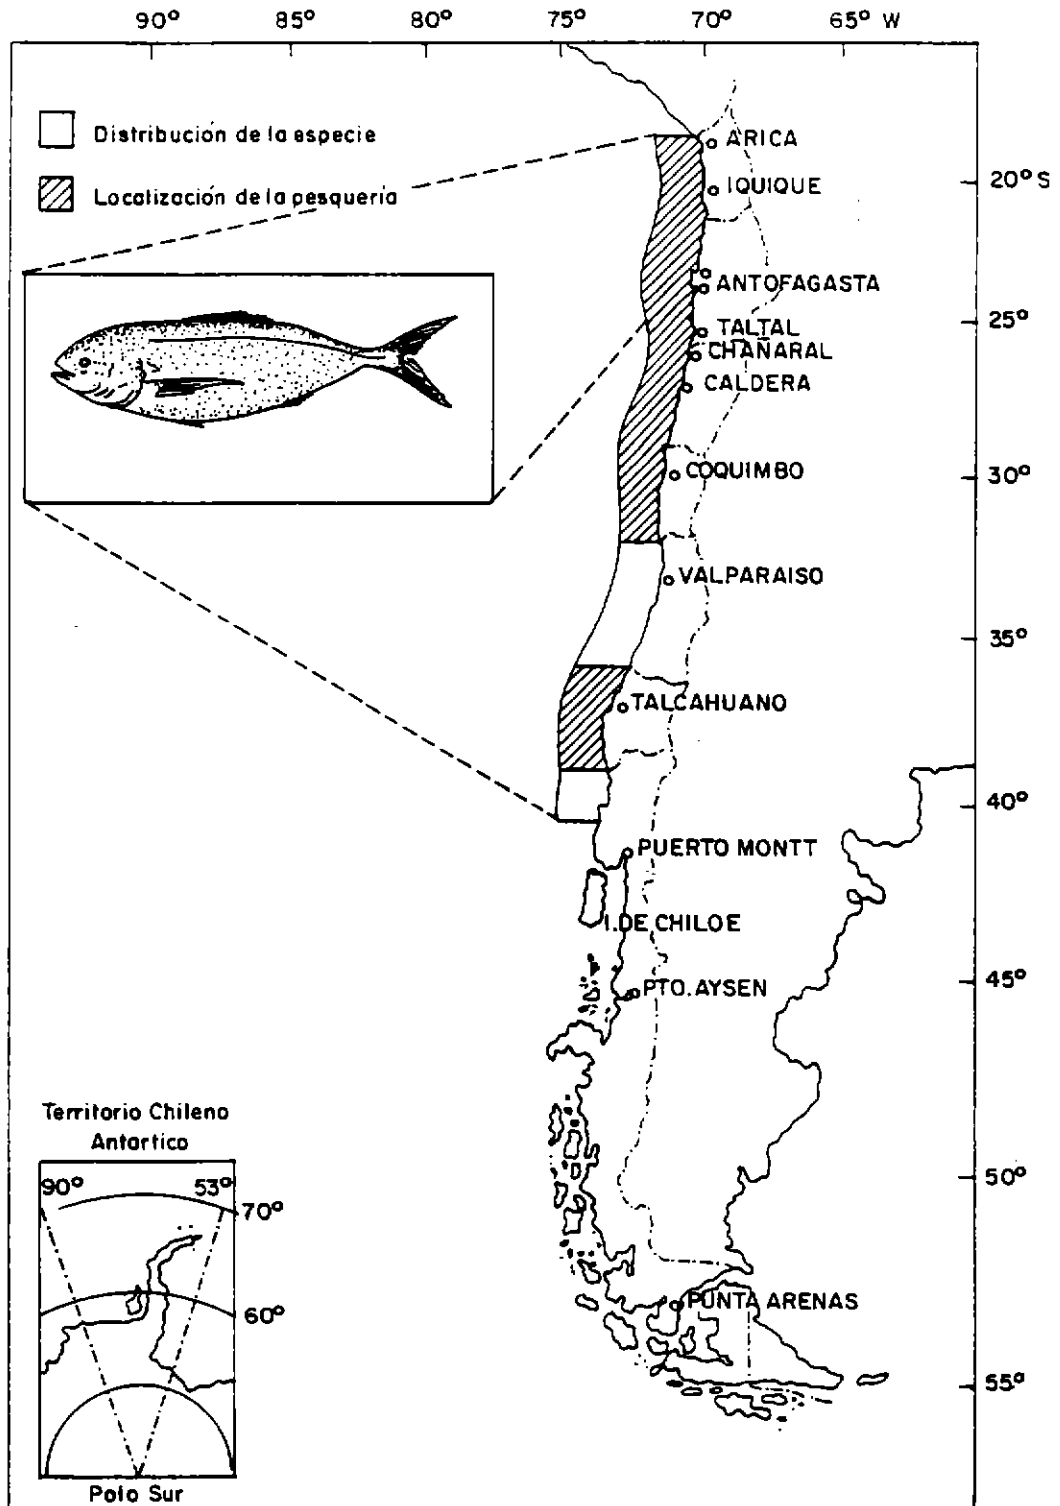 90° 85° 80° 75° 70° 65° W
Distribución de la especie
Localización de la pesquería
ARICA
IQUIQUE
20° S
ANTOFAGASTA
25°
TALTAL
CHAÑARAL
CALDERA
COQUIMBO
30°
VALPARAISO
35°
TALCAHUANO
40°
PUERTO MONTT
I. DE CHILOE
45°
PTO. AYSEN
Territorio Chileno
Antartico
90° 53°
70°
60°
Polo Sur
50°
PUNTA ARENAS
55°